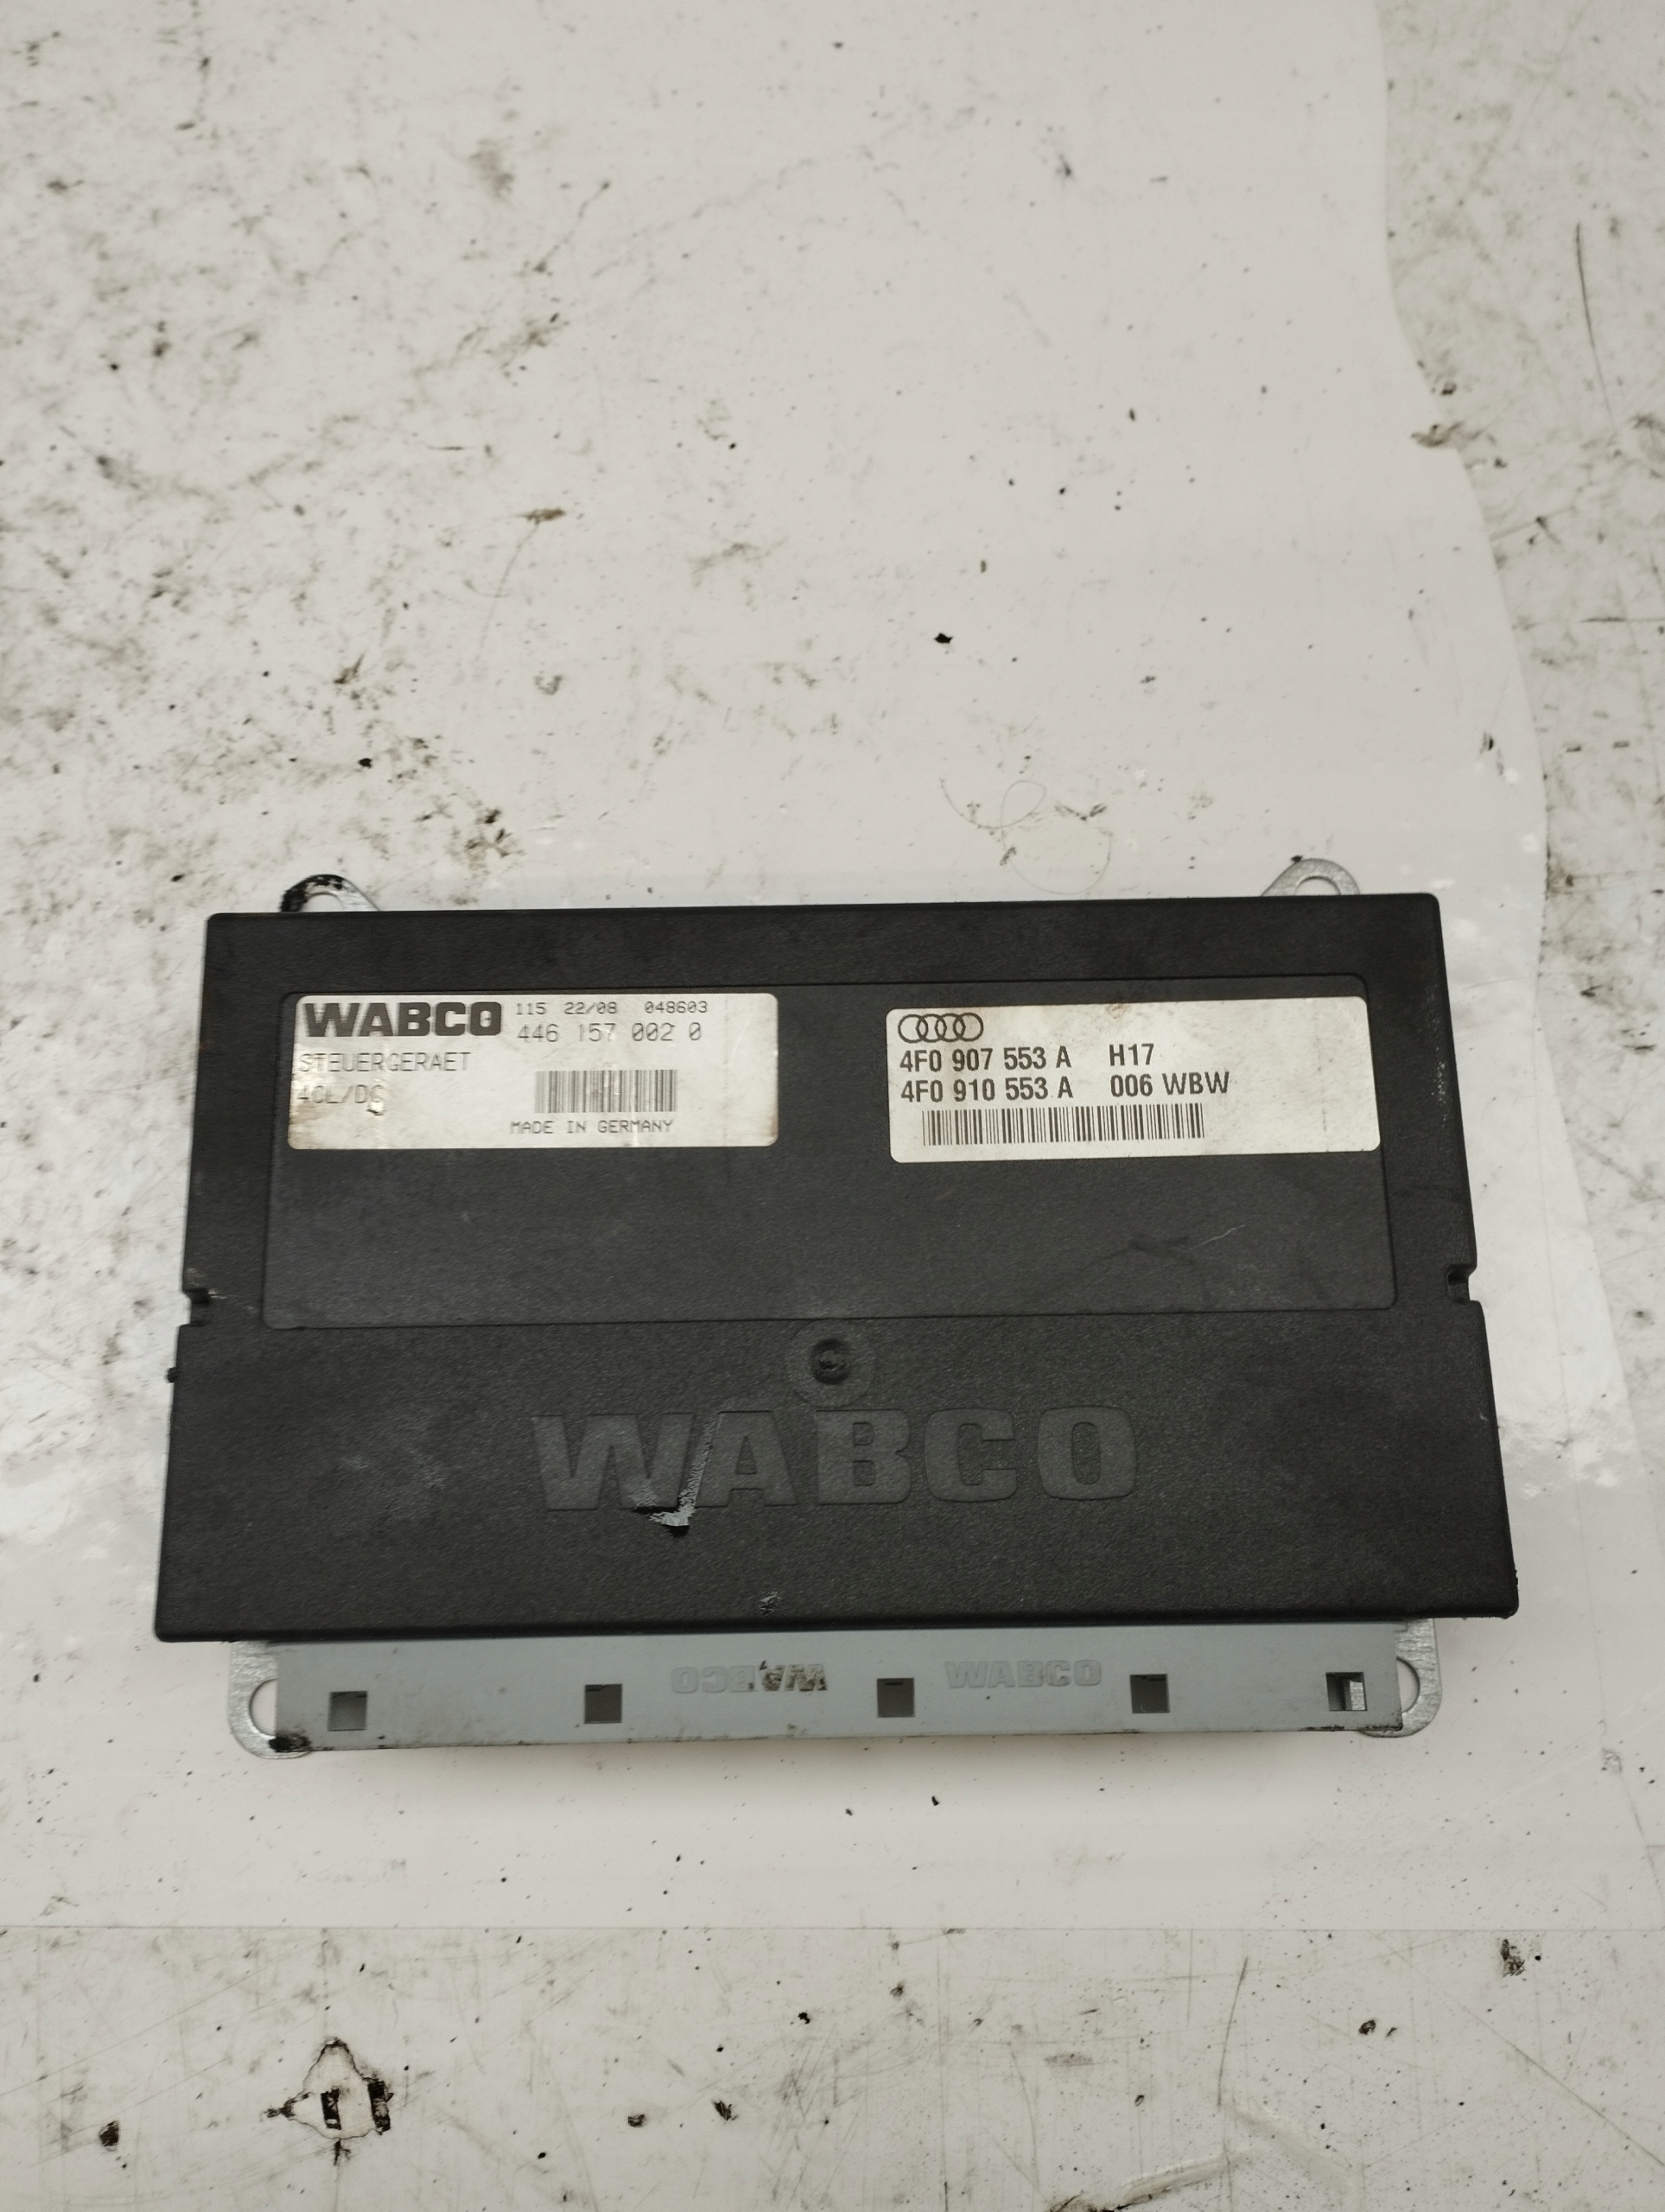 WABCO 115 22/08 048603
446 157 002 0
STEUERGERAET
4CL/DC
MADE IN GERMANY
4F0 907 553 A H17
4F0 910 553 A 006 WBW
WABCO
WABCO WABCO